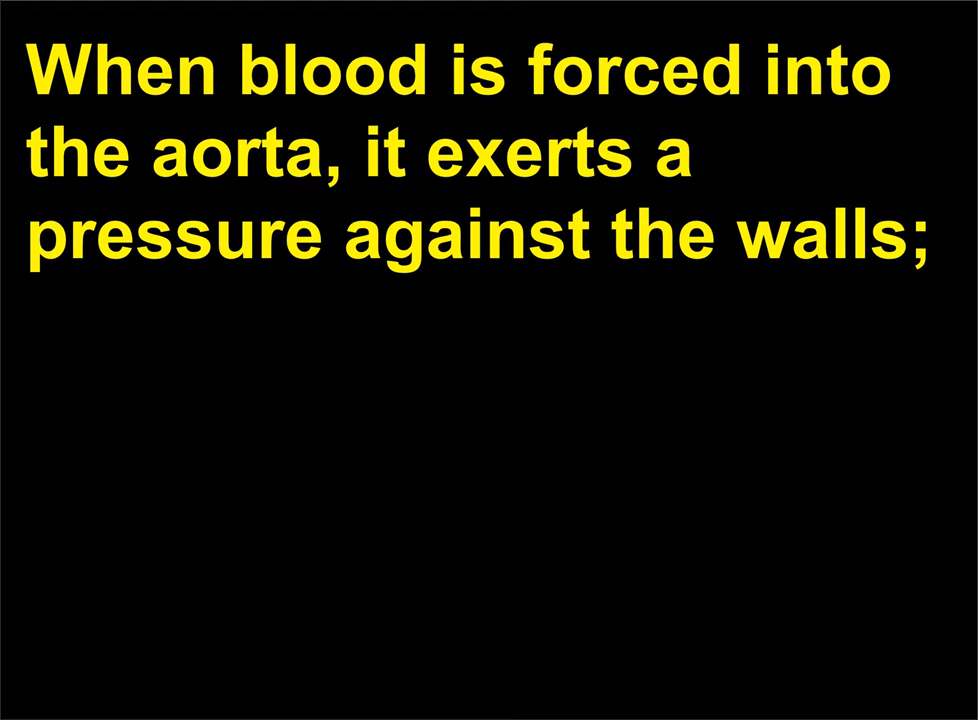 When blood is forced into
the aorta, it exerts a
pressure against the walls;